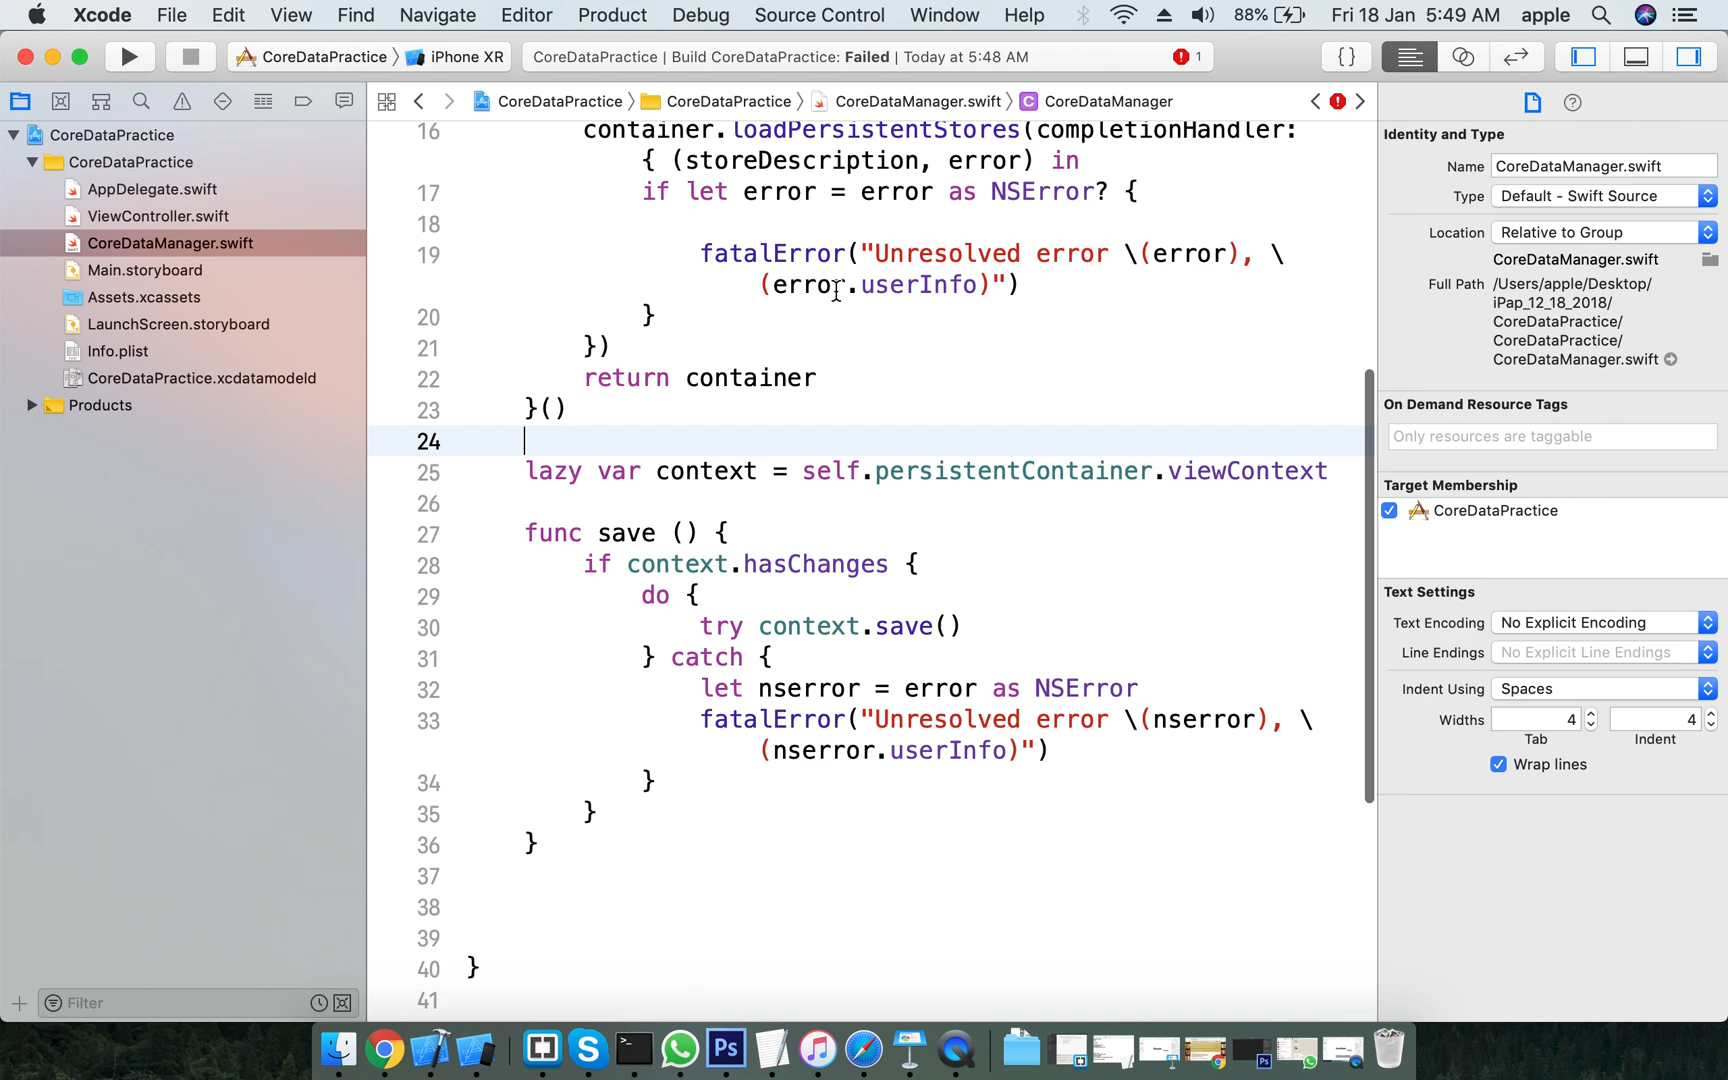 Xcode File Edit View Find Navigate Editor Product Debug Source Control Window Help 88% Fri 18 Jan 5:49 AM apple
CoreDataPractice iPhone XR CoreDataPractice | Build CoreDataPractice: Failed | Today at 5:48 AM 1 { }
CoreDataPractice CoreDataPractice CoreDataManager.swift C CoreDataManager
CoreDataPractice
CoreDataPractice
AppDelegate.swift
ViewController.swift
CoreDataManager.swift
Main.storyboard
Assets.xcassets
LaunchScreen.storyboard
Info.plist
CoreDataPractice.xcdatamodeld
Products
Filter
16 container.loadPersistentStores(completionHandler:
{ (storeDescription, error) in
17 if let error = error as NSError? {
18
19 fatalError("Unresolved error \(error), \
(error.userInfo)")
20 }
21 })
22 return container
23 }()
24
25 lazy var context = self.persistentContainer.viewContext
26
27 func save () {
28 if context.hasChanges {
29 do {
30 try context.save()
31 } catch {
32 let nserror = error as NSError
33 fatalError("Unresolved error \(nserror), \
(nserror.userInfo)")
34 }
35 }
36 }
37
38
39
40 }
41
Identity and Type
Name CoreDataManager.swift
Type Default - Swift Source
Location Relative to Group
CoreDataManager.swift
Full Path /Users/apple/Desktop/
iPap_12_18_2018/
CoreDataPractice/
CoreDataPractice/
CoreDataManager.swift
On Demand Resource Tags
Only resources are taggable
Target Membership
CoreDataPractice
Text Settings
Text Encoding No Explicit Encoding
Line Endings No Explicit Line Endings
Indent Using Spaces
Widths 4 4
Tab Indent
Wrap lines
Ps